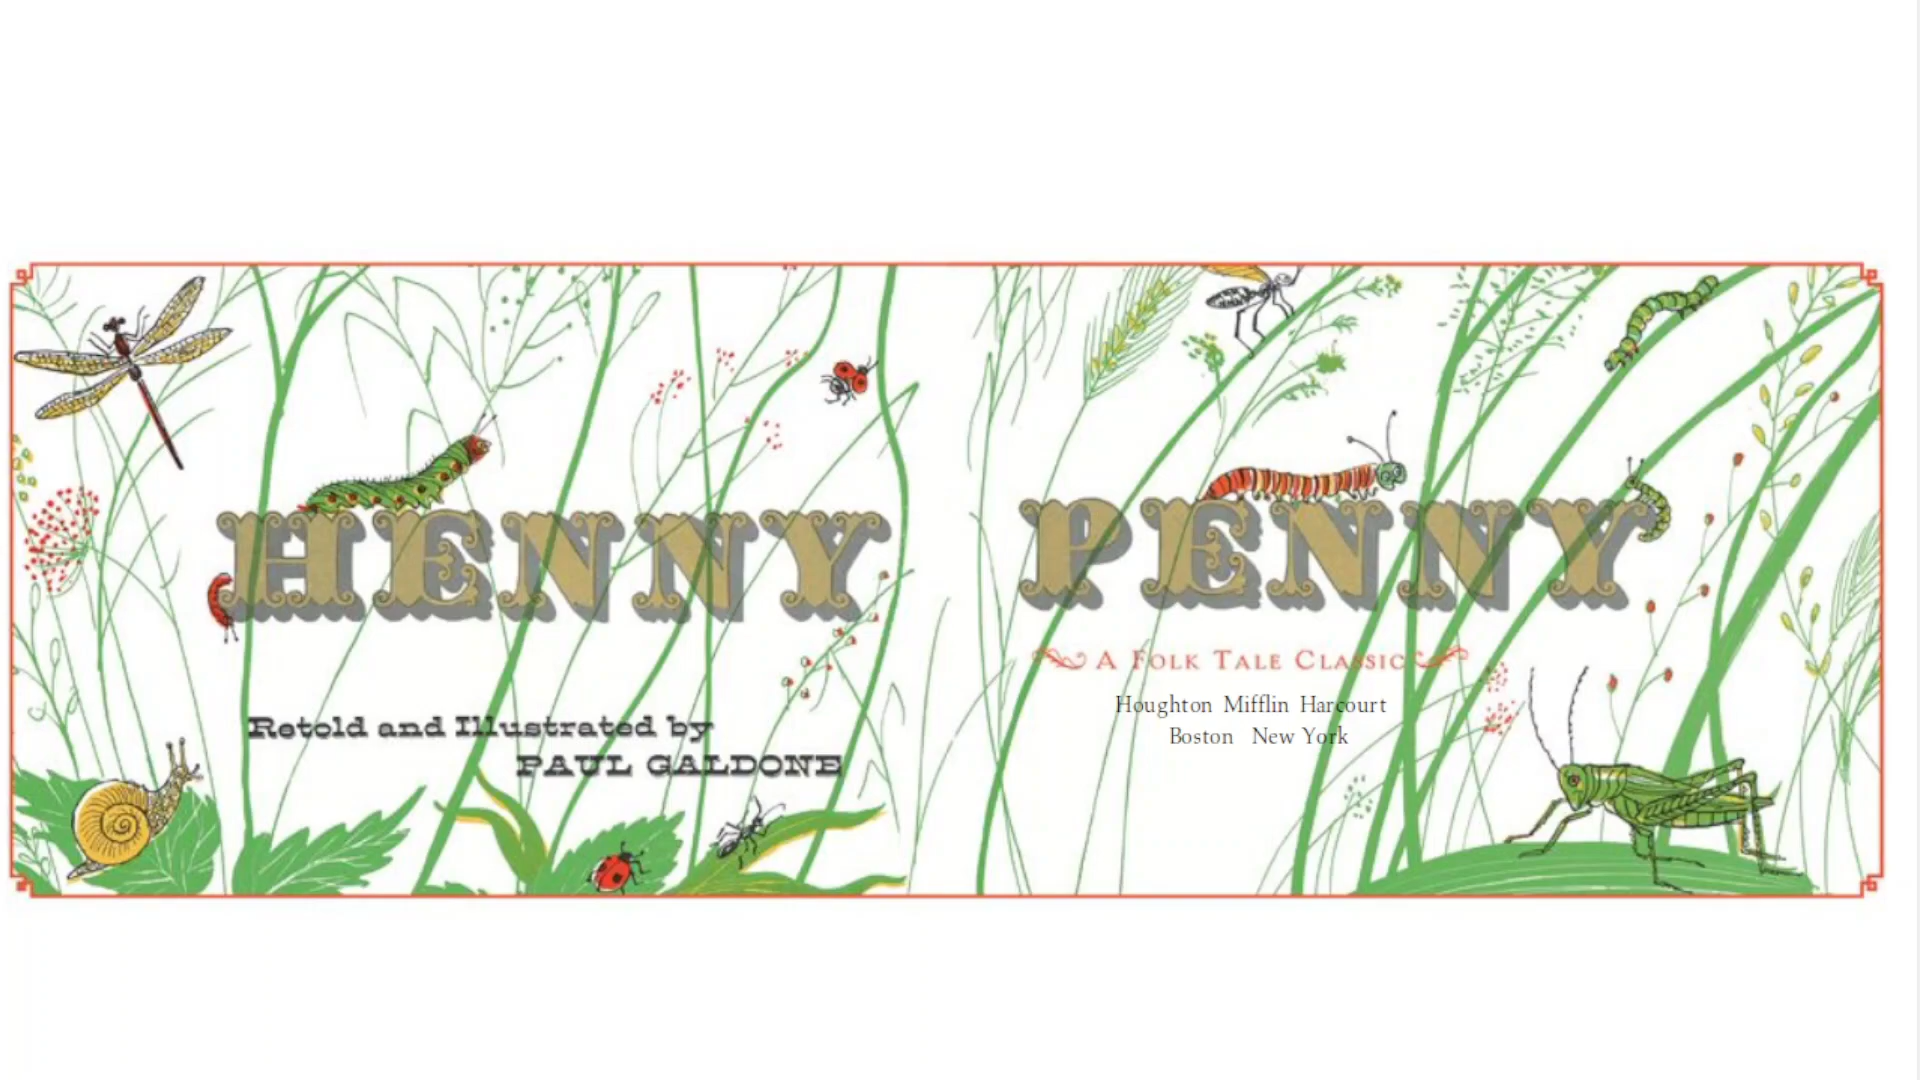 HENNY PENNY
Retold and Illustrated by
PAUL GALDONE
A FOLK TALE CLASSIC
Houghton Mifflin Harcourt
Boston New York